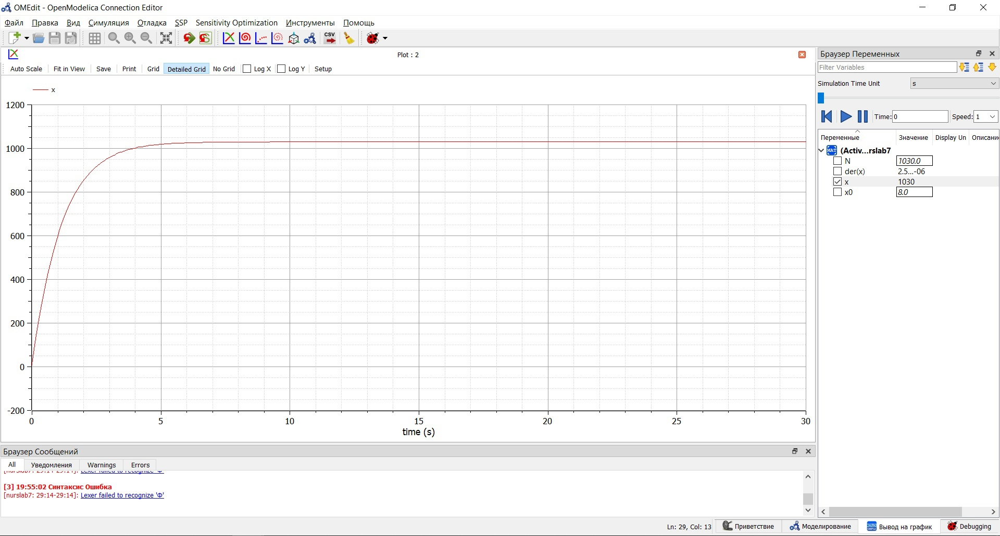 OMEdit - OpenModelica Connection Editor
Файл Правка Вид Симуляция Отладка SSP Sensitivity Optimization Инструменты Помощь
CSV
Plot : 2
Auto Scale Fit in View Save Print Grid Detailed Grid No Grid Log X Log Y Setup
x
1200
1000
800
600
400
200
0
-200
0 5 10 15 20 25 30
time (s)
Браузер Переменных
Filter Variables
Simulation Time Unit s
Time: 0 Speed: 1
Переменные Значение Display Un Описани
MAT (Activ...rslab7
N 1030.0
der(x) 2.5...-06
x 1030
x0 8.0
Браузер Сообщений
All Уведомления Warnings Errors
[nurslab7: 29:14-29:14]: Lexer failed to recognize 'Ф'
[3] 19:55:02 Синтаксис Ошибка
[nurslab7: 29:14-29:14]: Lexer failed to recognize 'Ф'
Ln: 29, Col: 13 Приветствие Моделирование Вывод на график Debugging